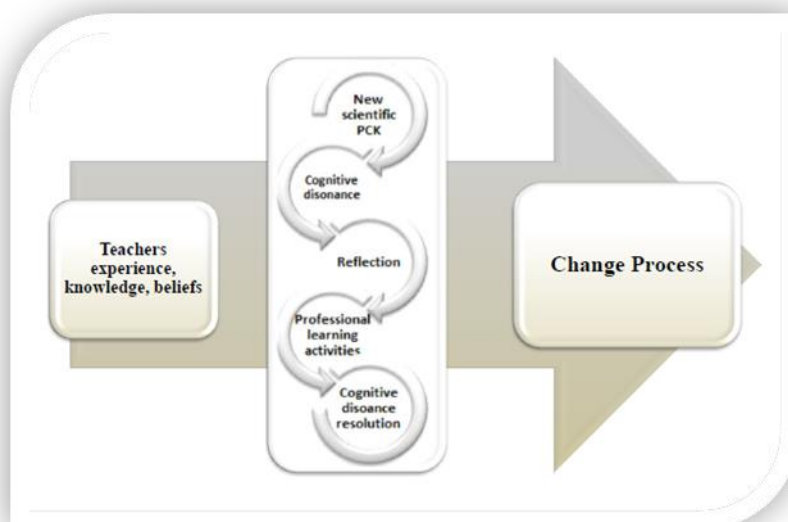 Teachers
experience,
knowledge, beliefs
New
scientific
PCK
Cognitive
disonance
Reflection
Professional
learning
activities
Cognitive
disoance
resolution
Change Process